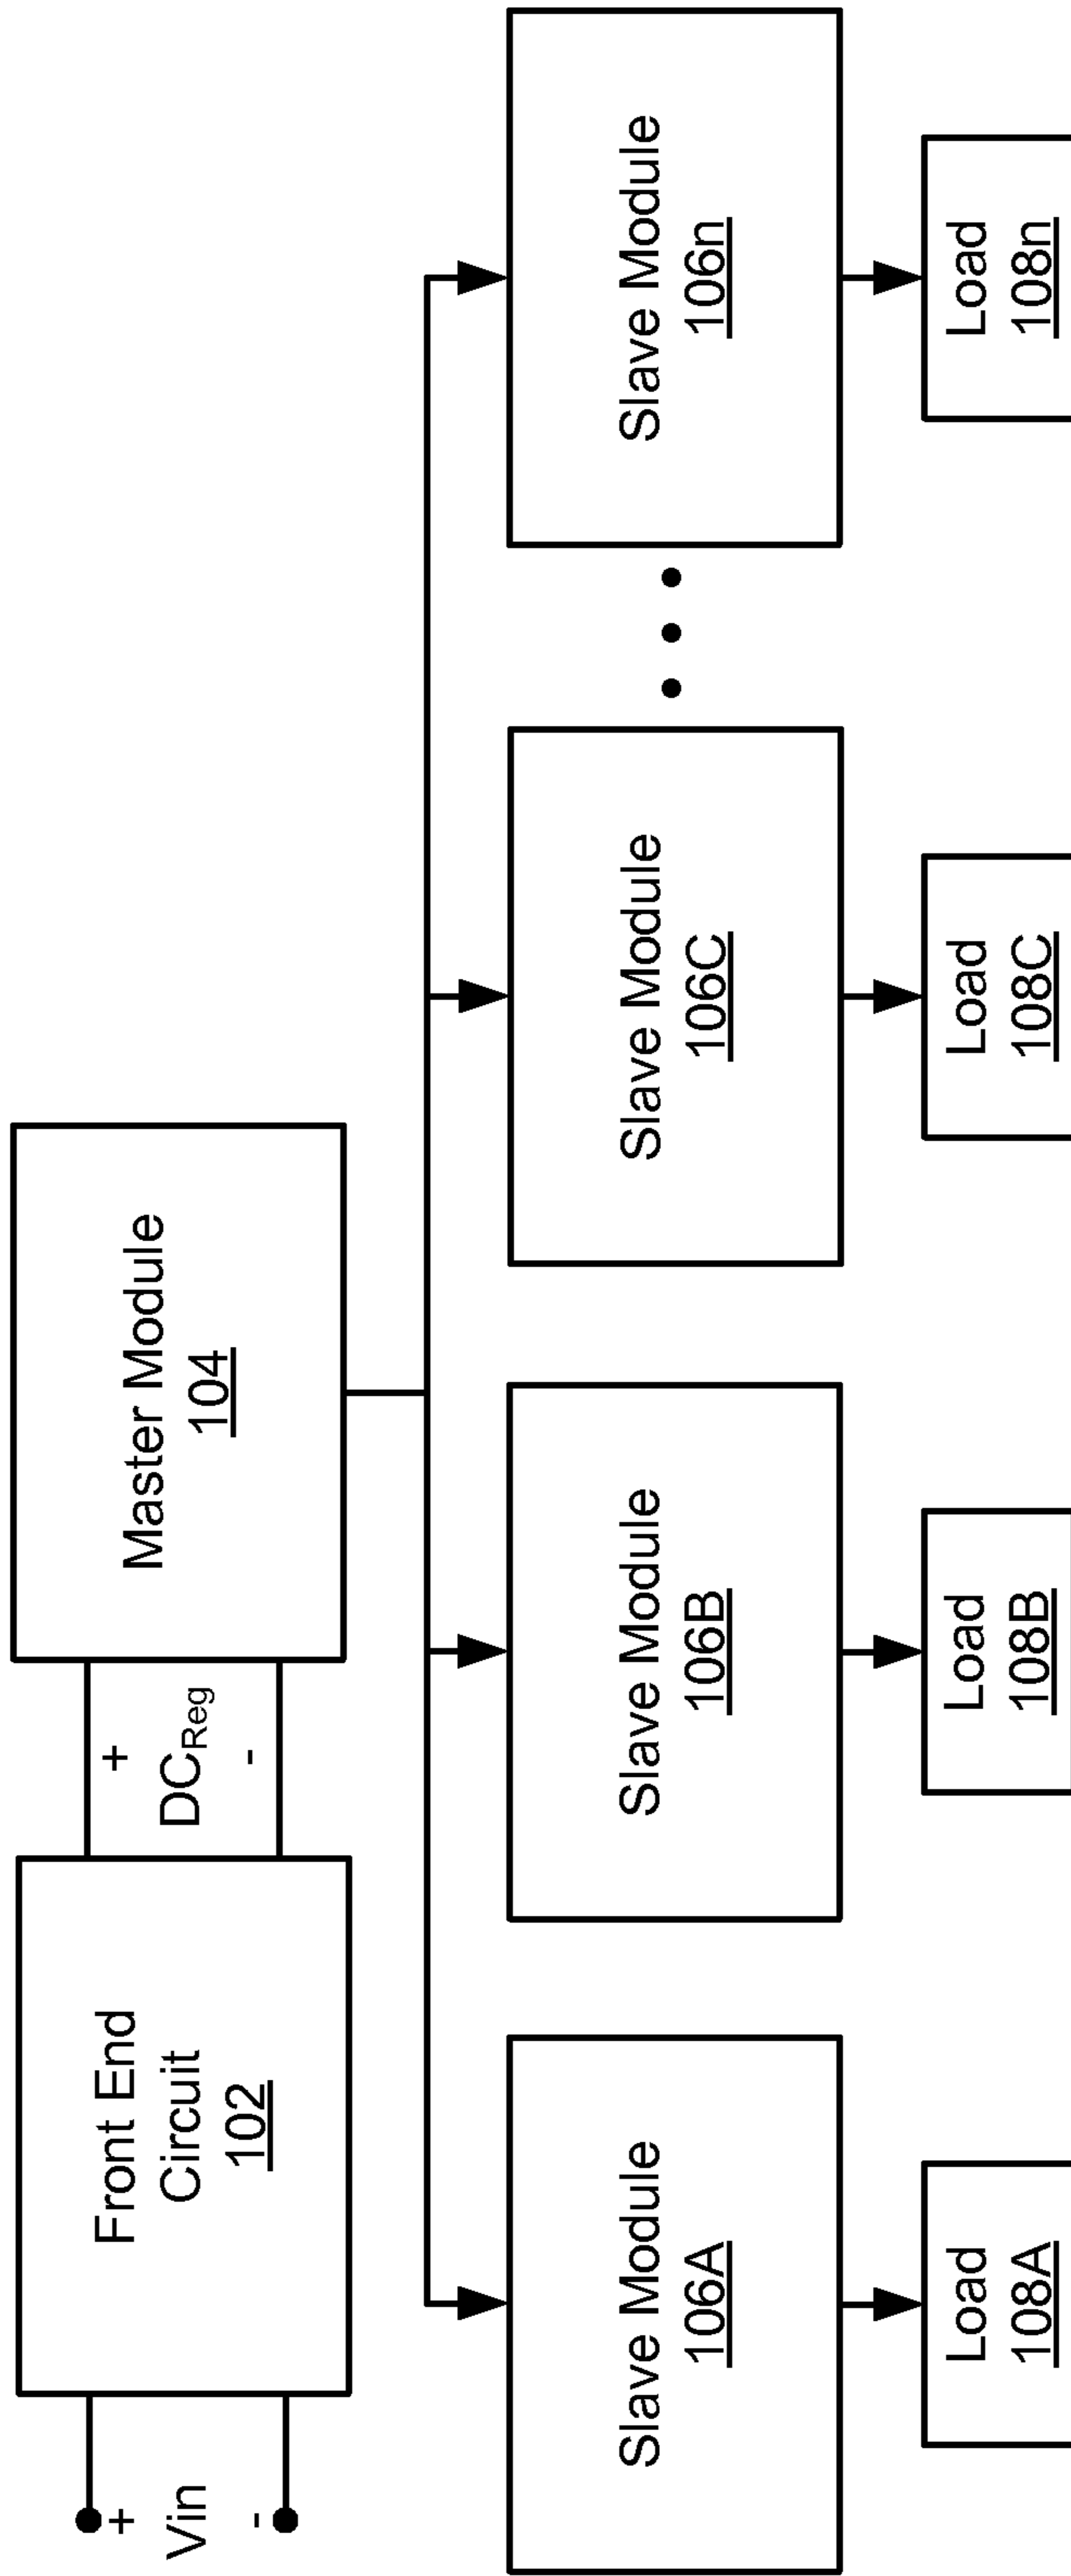 +
Vin
-
Front End
Circuit
102
+
DCReg
-
Master Module
104
Slave Module
106A
Slave Module
106B
Slave Module
106C
Slave Module
106n
Load
108A
Load
108B
Load
108C
Load
108n